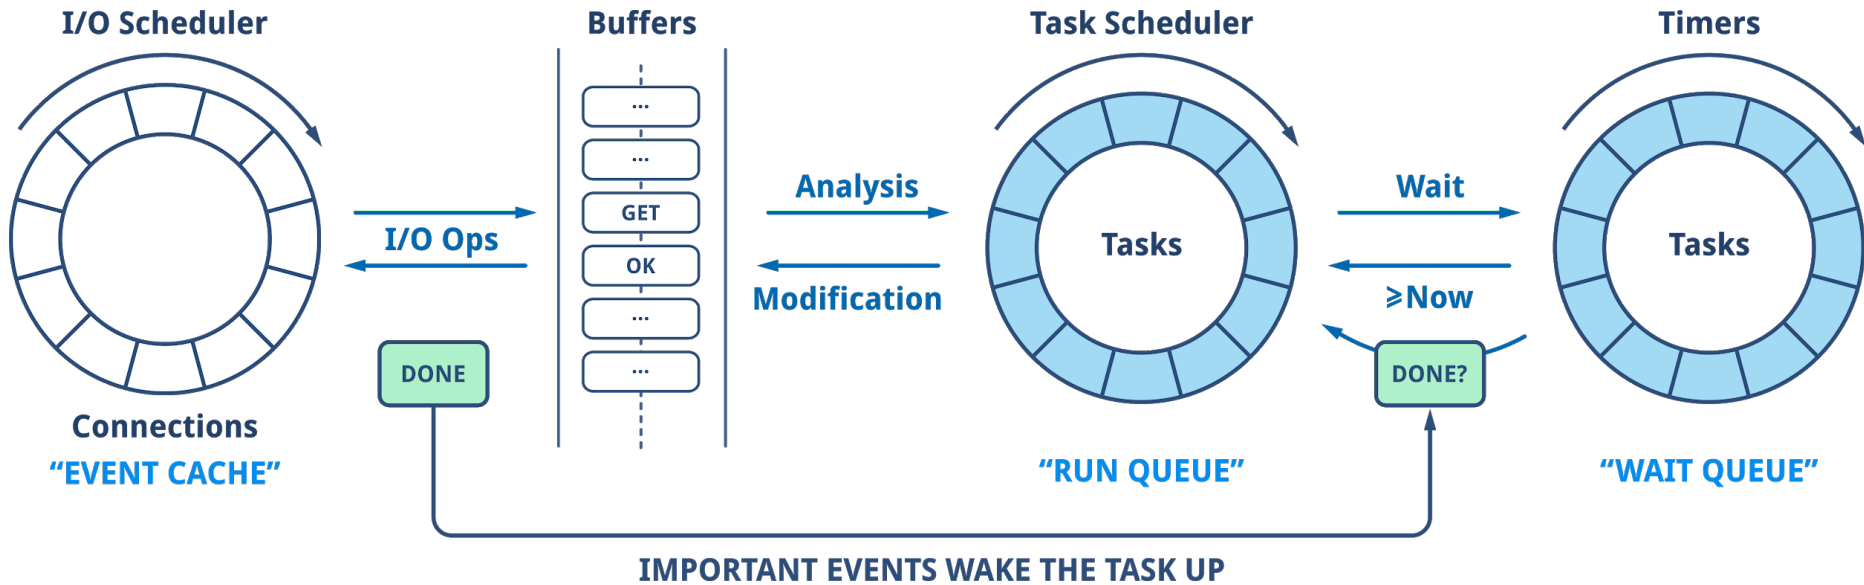 I/O Scheduler
Buffers
Task Scheduler
Timers
...
...
GET
OK
...
...
I/O Ops
Analysis
Modification
Tasks
Wait
≥Now
Tasks
DONE
DONE?
Connections
“EVENT CACHE”
“RUN QUEUE”
“WAIT QUEUE”
IMPORTANT EVENTS WAKE THE TASK UP